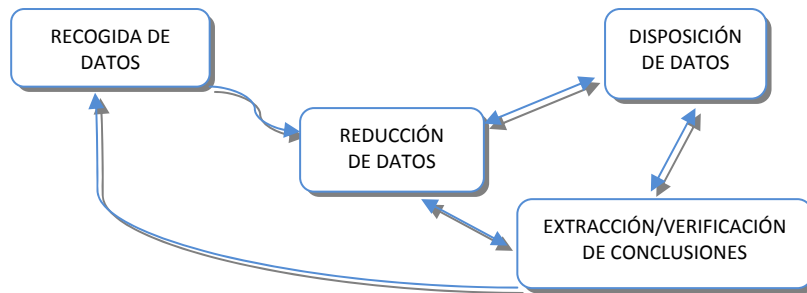 RECOGIDA DE
DATOS
DISPOSICIÓN
DE DATOS
REDUCCIÓN
DE DATOS
EXTRACCIÓN/VERIFICACIÓN
DE CONCLUSIONES